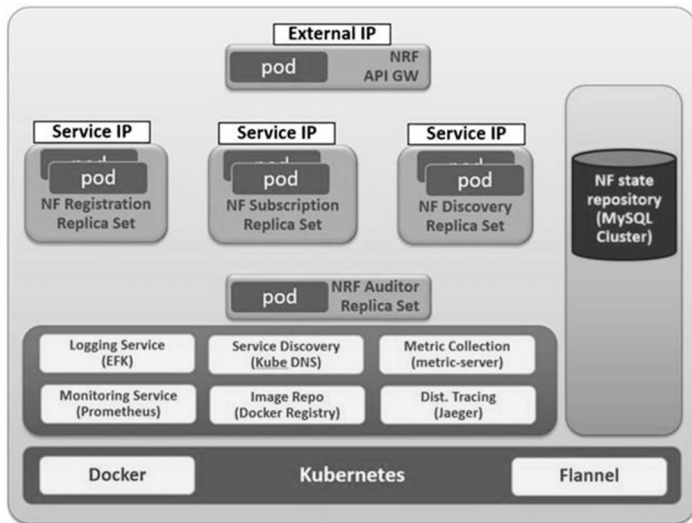 External IP
pod
NRF
API GW
Service IP
Service IP
Service IP
pod
pod
NF Registration
Replica Set
pod
pod
NF Subscription
Replica Set
pod
pod
NF Discovery
Replica Set
NF state
repository
(MySQL
Cluster)
pod
NRF Auditor
Replica Set
Logging Service
(EFK)
Service Discovery
(Kube DNS)
Metric Collection
(metric-server)
Monitoring Service
(Prometheus)
Image Repo
(Docker Registry)
Dist. Tracing
(Jaeger)
Docker
Kubernetes
Flannel